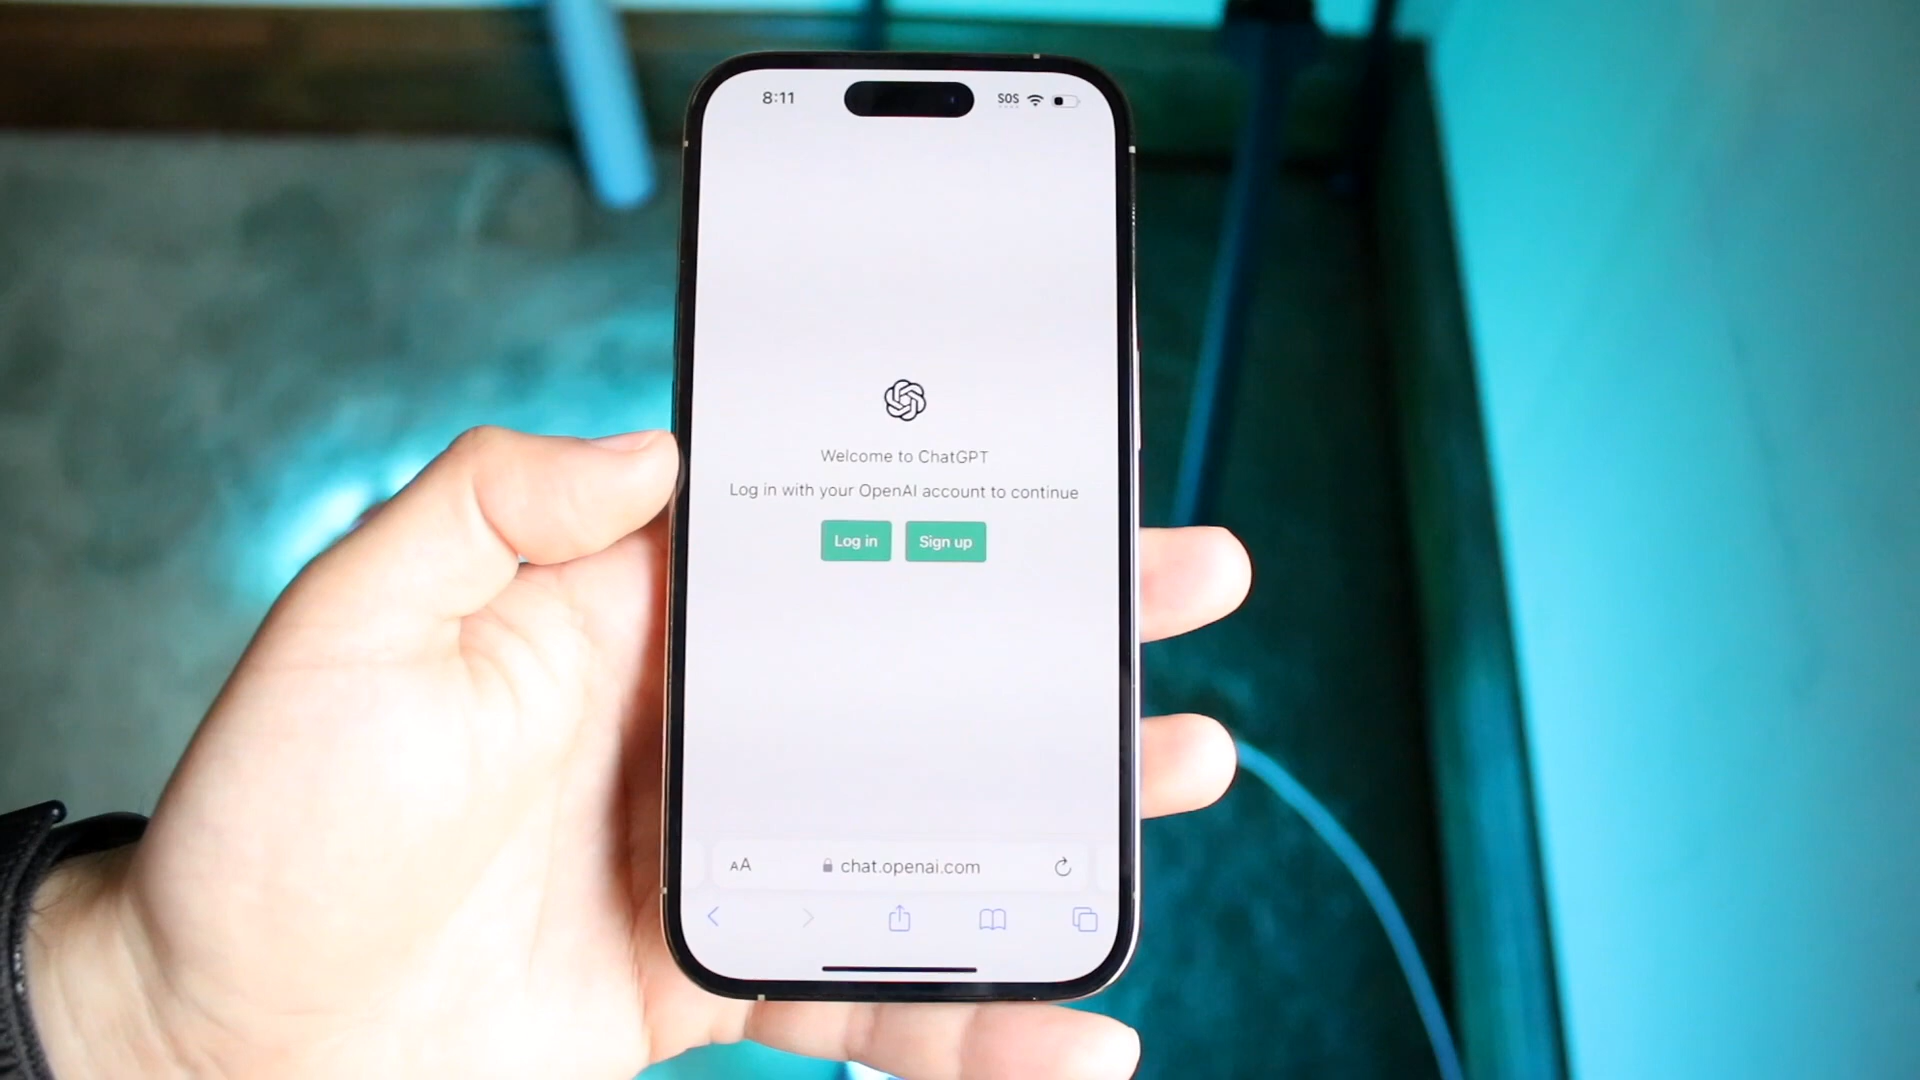 8:11 SOS
Welcome to ChatGPT
Log in with your OpenAI account to continue
Log in Sign up
AA chat.openai.com